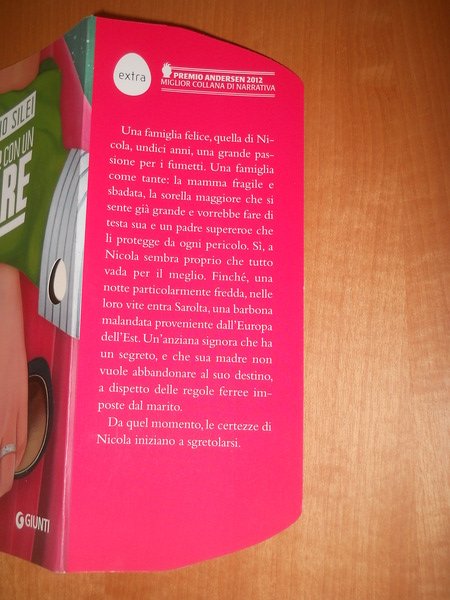 O SILEI
CON UN
RE
GIUNTI
extra
PREMIO ANDERSEN 2012
MIGLIOR COLLANA DI NARRATIVA
Una famiglia felice, quella di Ni-
cola, undici anni, una grande pas-
sione per i fumetti. Una famiglia
come tante: la mamma fragile e
sbadata, la sorella maggiore che si
sente già grande e vorrebbe fare di
testa sua e un padre supereroe che
li protegge da ogni pericolo. Sì, a
Nicola sembra proprio che tutto
vada per il meglio. Finché, una
notte particolarmente fredda, nelle
loro vite entra Sarolta, una barbona
malandata proveniente dall'Europa
dell'Est. Un'anziana signora che ha
un segreto, e che sua madre non
vuole abbandonare al suo destino,
a dispetto delle regole ferree im-
poste dal marito.
Da quel momento, le certezze di
Nicola iniziano a sgretolarsi.